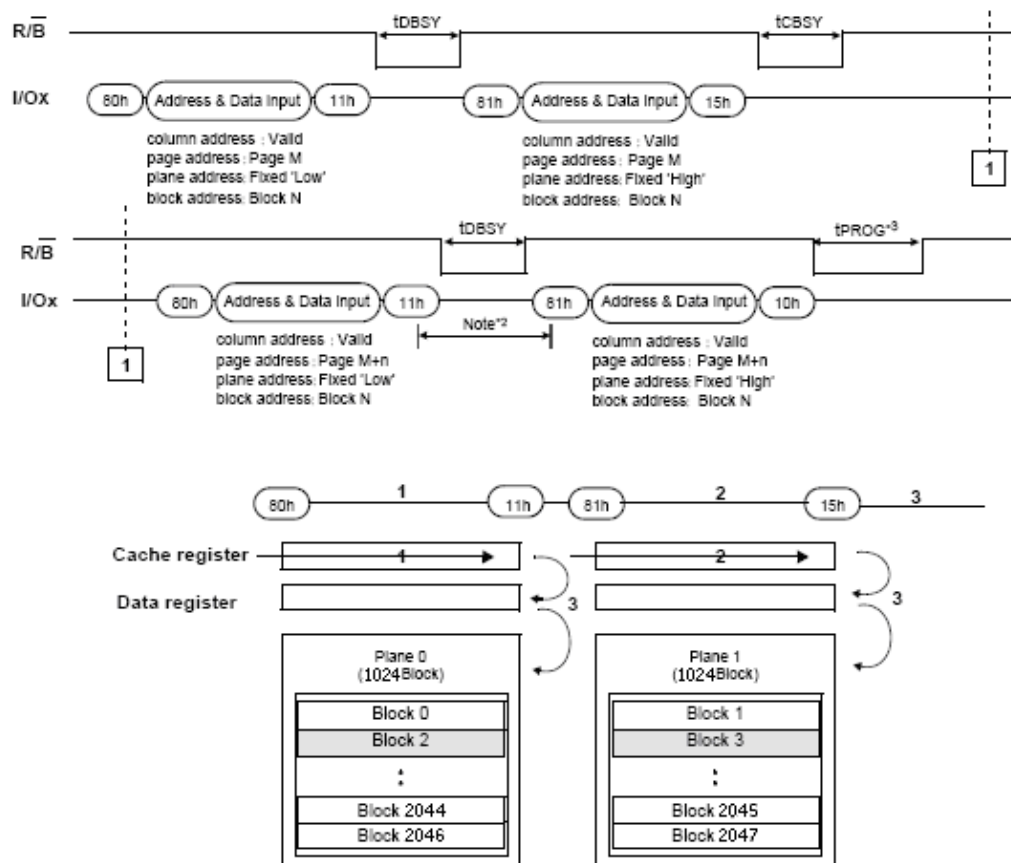 R/B tDBSY tCBSY
I/Ox 80h Address & Data Input 11h 81h Address & Data Input 15h
column address : Valid
page address : Page M
plane address: Fixed 'Low'
block address: Block N
column address : Valid
page address : Page M
plane address: Fixed 'High'
block address: Block N
1
R/B tDBSY tPROG*3
I/Ox 80h Address & Data Input 11h 81h Address & Data Input 10h
Note*2
1
column address : Valid
page address: Page M+n
plane address: Fixed 'Low'
block address: Block N
column address : Valid
page address: Page M+n
plane address: Fixed 'High'
block address: Block N
80h 1 11h 81h 2 15h 3
Cache register 1 2
Data register 3 3
Plane 0
(1024Block)
Block 0
Block 2
:
Block 2044
Block 2046
Plane 1
(1024Block)
Block 1
Block 3
:
Block 2045
Block 2047